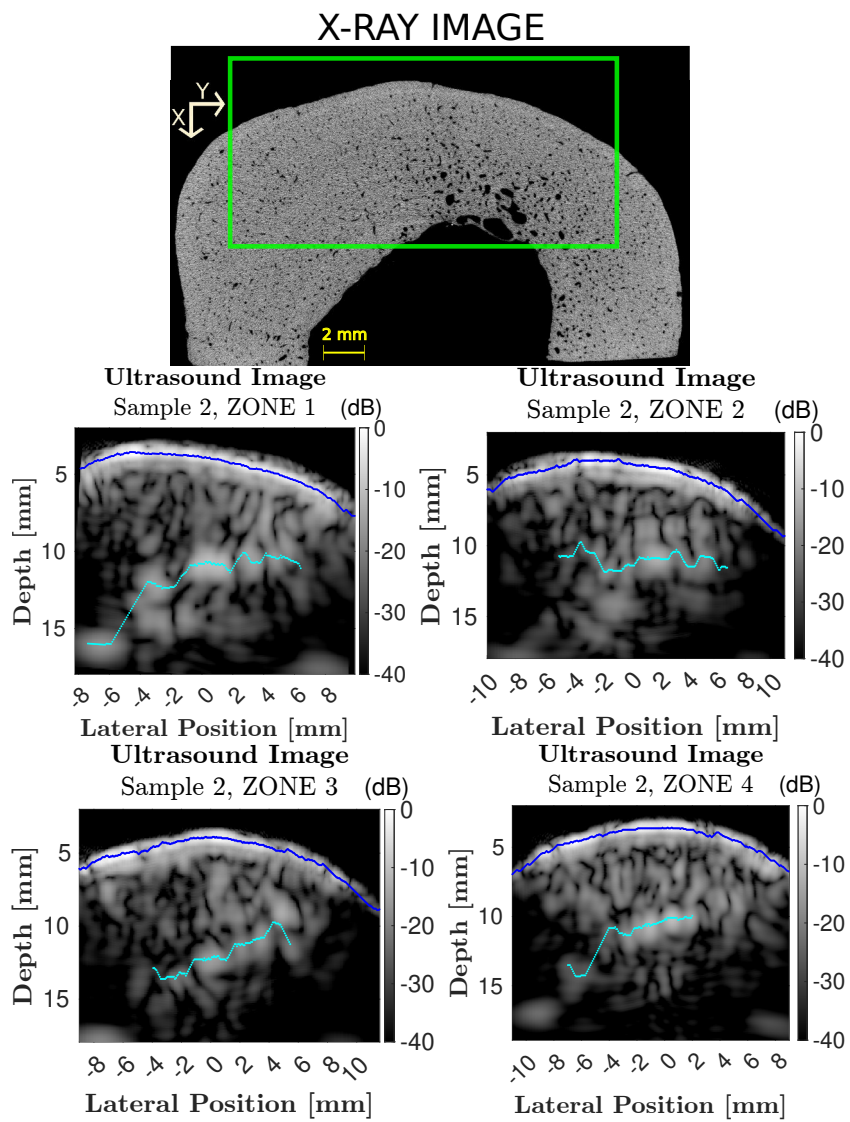 X-RAY IMAGE
Y
X
2 mm
Ultrasound Image
Sample 2, ZONE 1 (dB)
0
-10
-20
-30
-40
5
10
15
Depth [mm]
-8 -6 -4 -2 0 2 4 6 8
Lateral Position [mm]
Ultrasound Image
Sample 2, ZONE 2 (dB)
0
-10
-20
-30
-40
5
10
15
Depth [mm]
-10 -8 -6 -4 -2 0 2 4 6 8 10
Lateral Position [mm]
Ultrasound Image
Sample 2, ZONE 3 (dB)
0
-10
-20
-30
-40
5
10
15
Depth [mm]
-8 -6 -4 -2 0 2 4 6 8 10
Lateral Position [mm]
Ultrasound Image
Sample 2, ZONE 4 (dB)
0
-10
-20
-30
-40
5
10
15
Depth [mm]
-10 -8 -6 -4 -2 0 2 4 6 8
Lateral Position [mm]